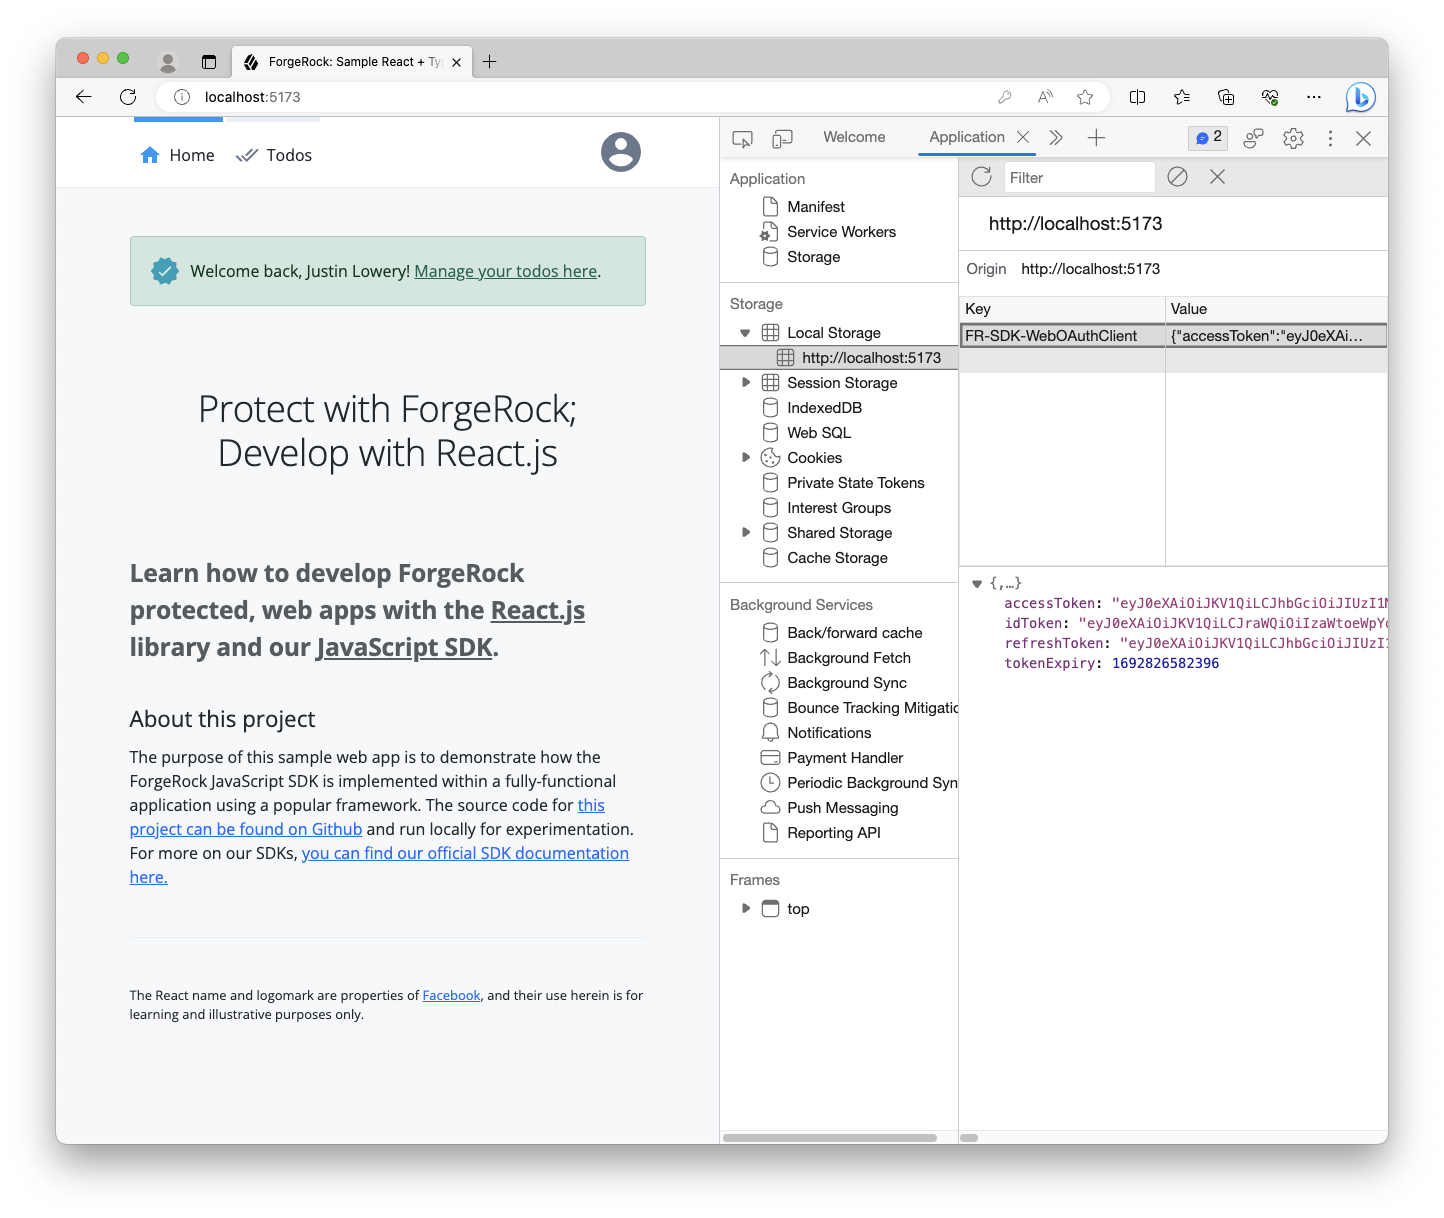 ForgeRock: Sample React + Ty
localhost:5173
Home
Todos
Welcome back, Justin Lowery! Manage your todos here.
Protect with ForgeRock;
Develop with React.js
Learn how to develop ForgeRock
protected, web apps with the React.js
library and our JavaScript SDK.
About this project
The purpose of this sample web app is to demonstrate how the
ForgeRock JavaScript SDK is implemented within a fully-functional
application using a popular framework. The source code for this
project can be found on Github and run locally for experimentation.
For more on our SDKs, you can find our official SDK documentation
here.
The React name and logomark are properties of Facebook, and their use herein is for
learning and illustrative purposes only.
Welcome
Application
2
Application
Manifest
Service Workers
Storage
Storage
Local Storage
http://localhost:5173
Session Storage
IndexedDB
Web SQL
Cookies
Private State Tokens
Interest Groups
Shared Storage
Cache Storage
Background Services
Back/forward cache
Background Fetch
Background Sync
Bounce Tracking Mitigatio
Notifications
Payment Handler
Periodic Background Syn
Push Messaging
Reporting API
Frames
top
Filter
http://localhost:5173
Origin http://localhost:5173
Key Value
FR-SDK-WebOAuthClient {"accessToken":"eyJ0eXAi…
{,…}
accessToken: "eyJ0eXAiOiJKV1QiLCJhbGciOiJIUzI1N
idToken: "eyJ0eXAiOiJKV1QiLCJraWQiOiIzaWtoeWpYd
refreshToken: "eyJ0eXAiOiJKV1QiLCJhbGciOiJIUzI1
tokenExpiry: 1692826582396